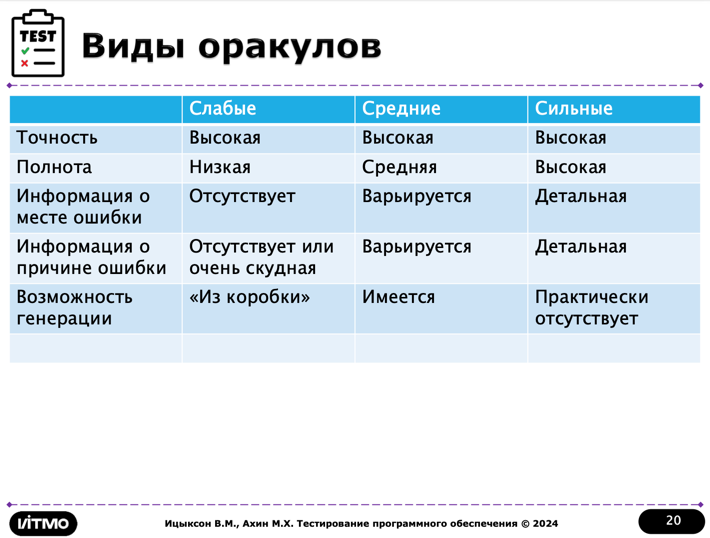 TEST
Виды оракулов
Слабые Средние Сильные
Точность Высокая Высокая Высокая
Полнота Низкая Средняя Высокая
Информация о месте ошибки Отсутствует Варьируется Детальная
Информация о причине ошибки Отсутствует или очень скудная Варьируется Детальная
Возможность генерации «Из коробки» Имеется Практически отсутствует
ИTMO
Ицыксон В.М., Ахин М.Х. Тестирование программного обеспечения © 2024
20